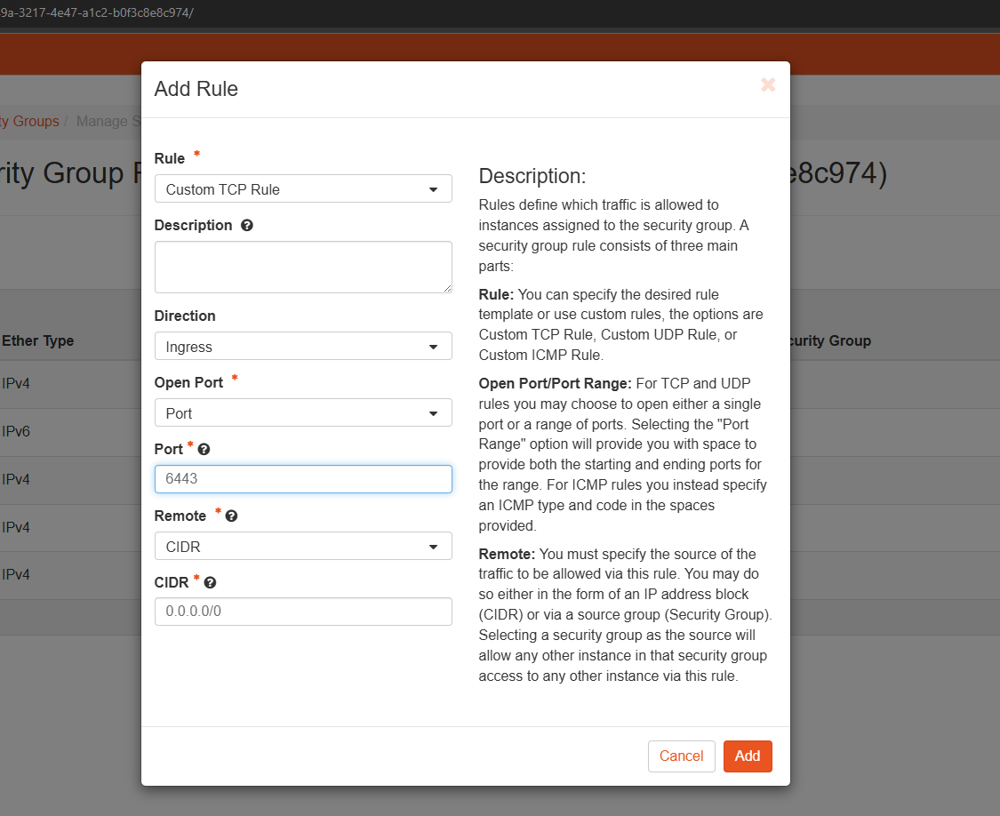 9a-3217-4e47-a1c2-b0f3c8e8c974/
Add Rule
ty Groups / Manage S
rity Group
e8c974)
Rule *
Custom TCP Rule
Description
Direction
Ingress
Open Port *
Port
Port *
6443
Remote *
CIDR
CIDR *
0.0.0.0/0
Description:
Rules define which traffic is allowed to
instances assigned to the security group. A
security group rule consists of three main
parts:
Rule: You can specify the desired rule
template or use custom rules, the options are
Custom TCP Rule, Custom UDP Rule, or
Custom ICMP Rule.
Open Port/Port Range: For TCP and UDP
rules you may choose to open either a single
port or a range of ports. Selecting the "Port
Range" option will provide you with space to
provide both the starting and ending ports for
the range. For ICMP rules you instead specify
an ICMP type and code in the spaces
provided.
Remote: You must specify the source of the
traffic to be allowed via this rule. You may do
so either in the form of an IP address block
(CIDR) or via a source group (Security Group).
Selecting a security group as the source will
allow any other instance in that security group
access to any other instance via this rule.
Ether Type
curity Group
IPv4
IPv6
IPv4
IPv4
IPv4
Cancel
Add